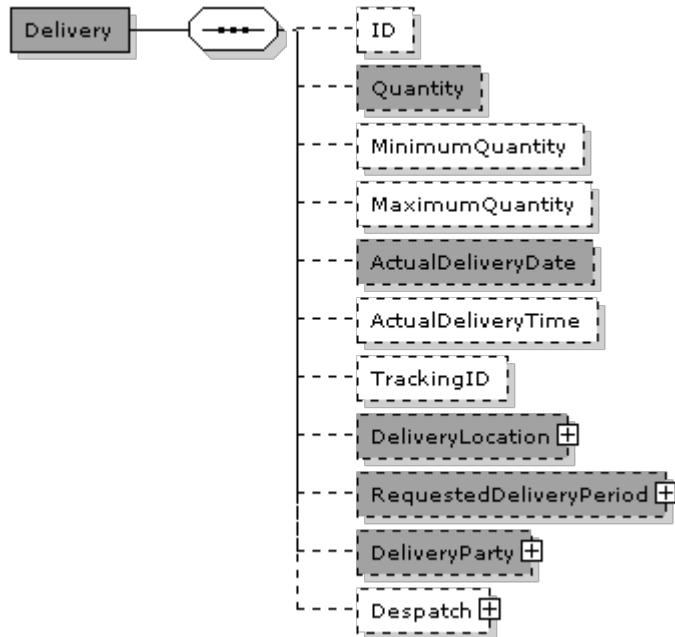 Delivery
ID
Quantity
MinimumQuantity
MaximumQuantity
ActualDeliveryDate
ActualDeliveryTime
TrackingID
DeliveryLocation
RequestedDeliveryPeriod
DeliveryParty
Despatch